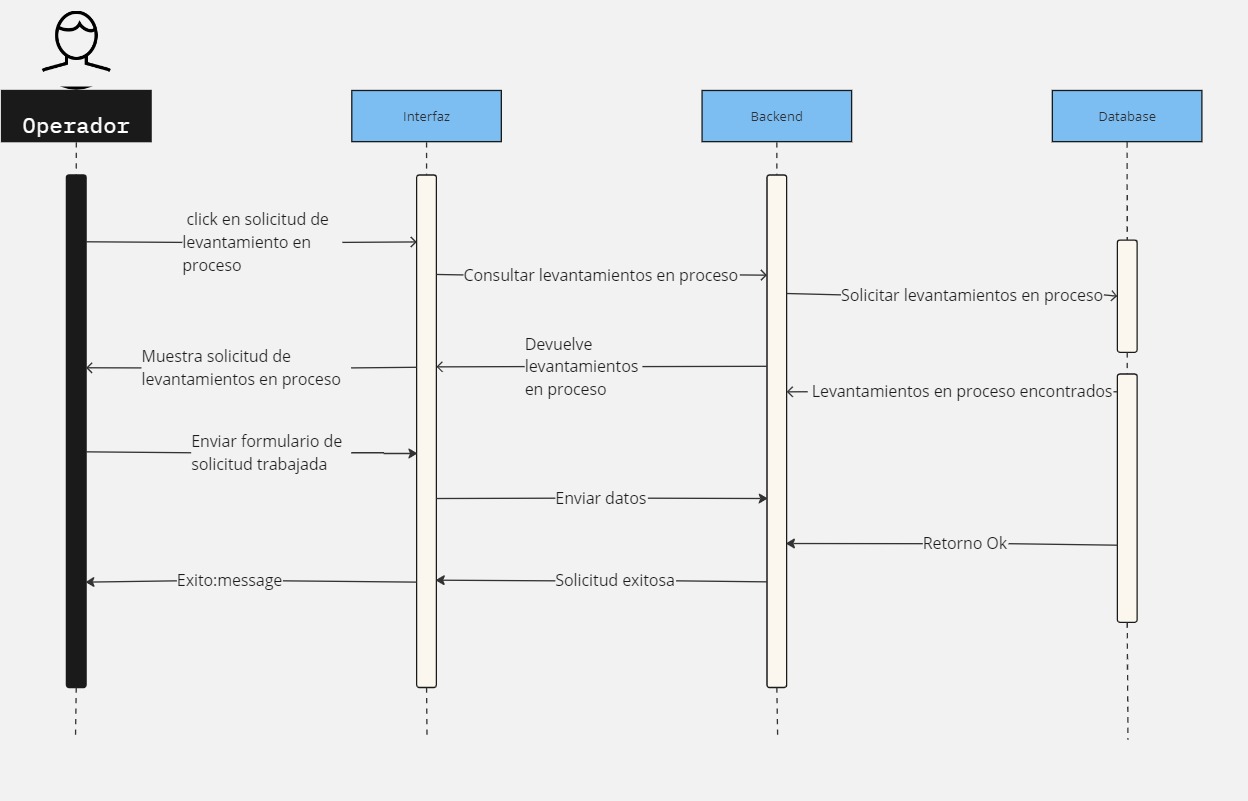 Operador
Interfaz
Backend
Database
click en solicitud de
levantamiento en
proceso
Consultar levantamientos en proceso
Solicitar levantamientos en proceso
Devuelve
levantamientos
en proceso
Muestra solicitud de
levantamientos en proceso
Levantamientos en proceso encontrados
Enviar formulario de
solicitud trabajada
Enviar datos
Retorno Ok
Exito:message
Solicitud exitosa